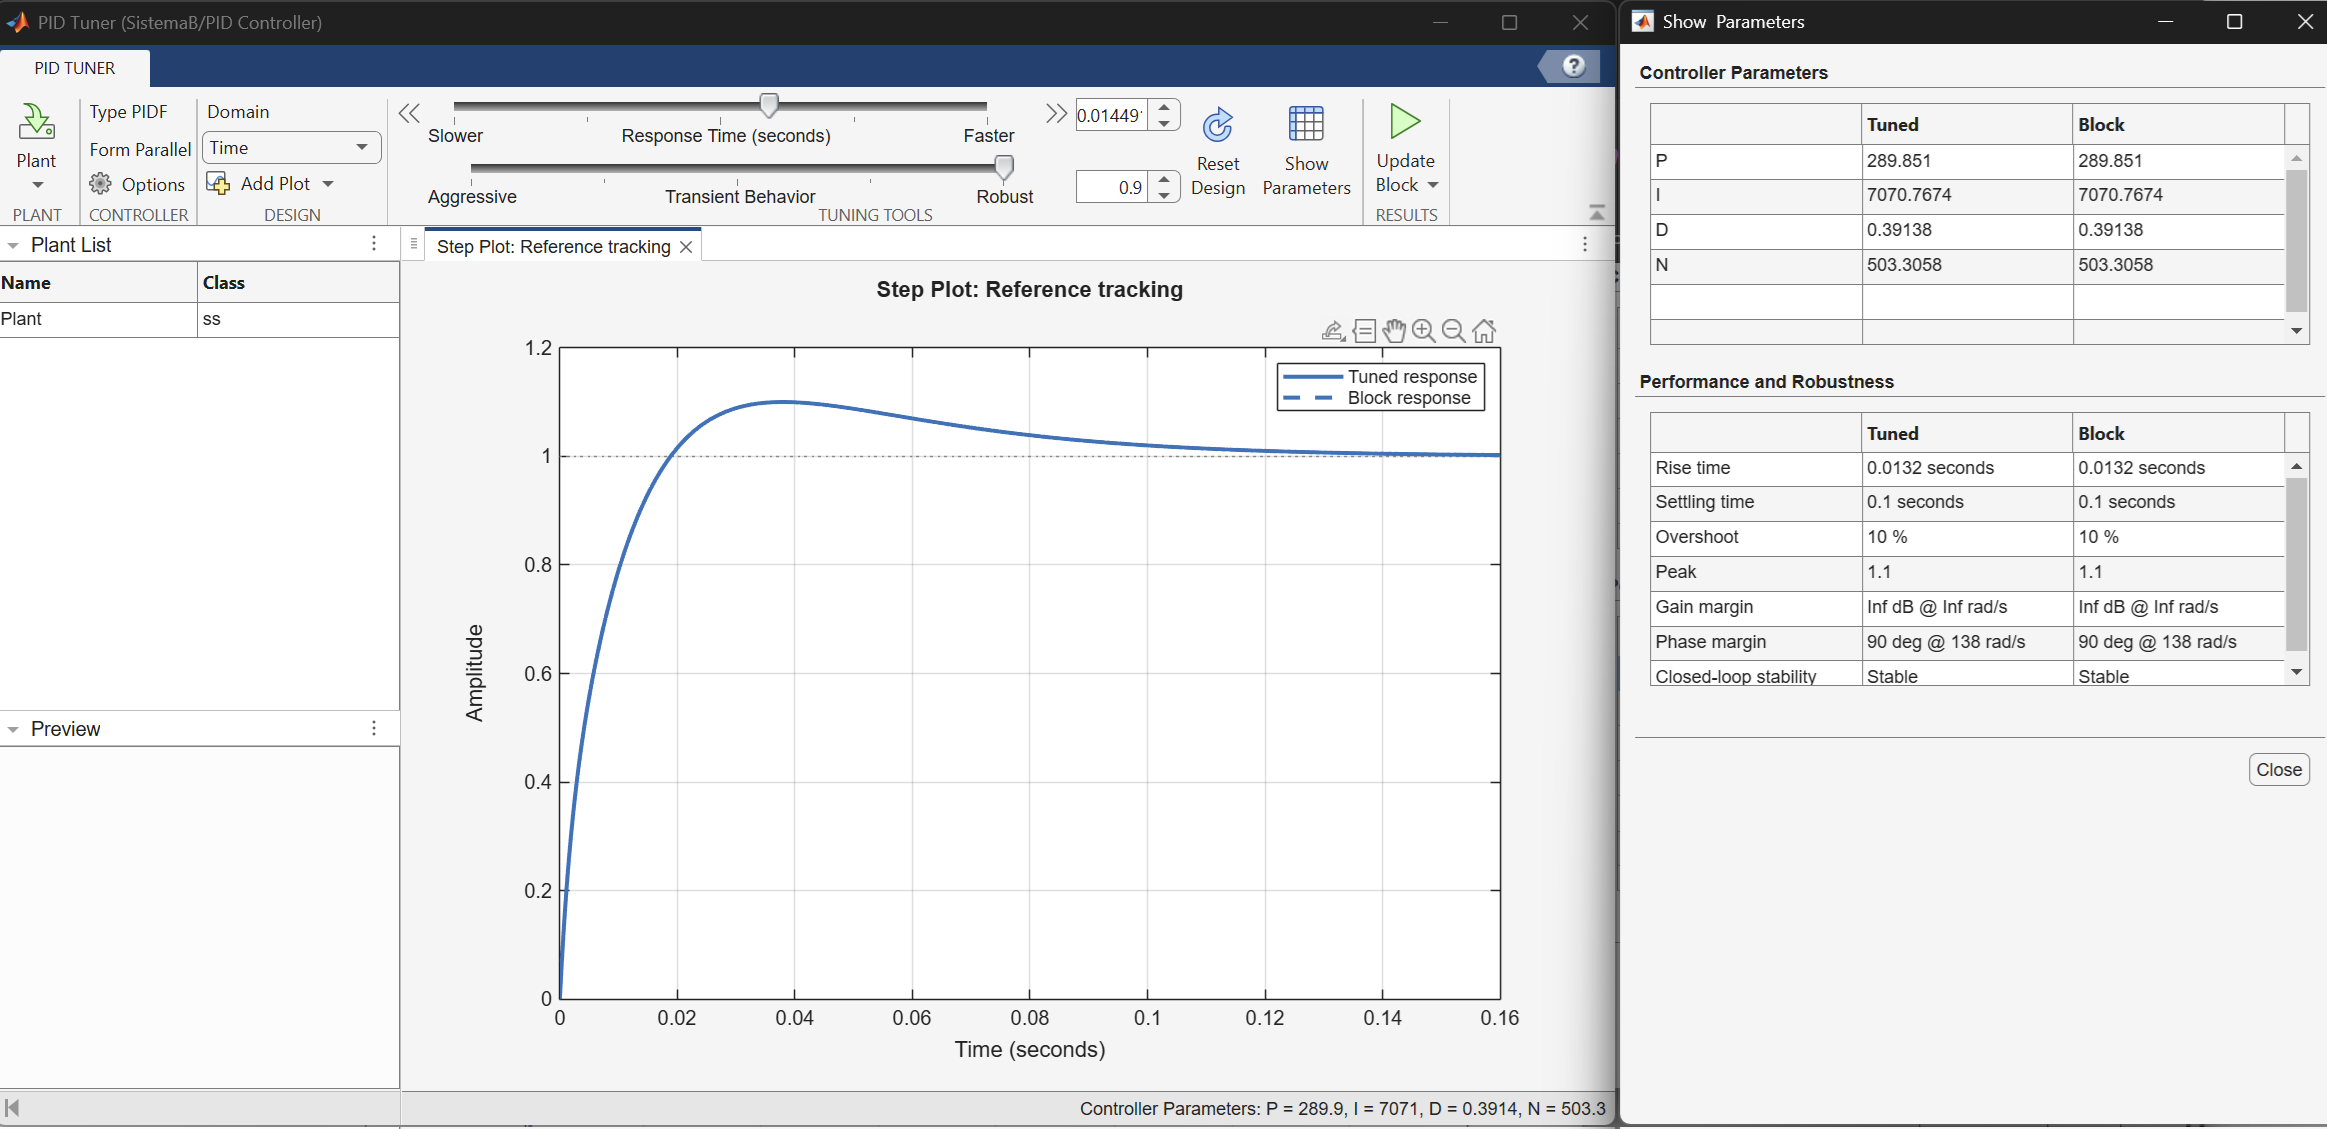 PID Tuner (SistemaB/PID Controller)
PID TUNER
Plant
PLANT
Type PIDF
Form Parallel
Options
CONTROLLER
Domain
Time
Add Plot
DESIGN
Slower
Response Time (seconds)
Faster
0.01449
Aggressive
Transient Behavior
Robust
0.9
TUNING TOOLS
Reset
Design
Show
Parameters
Update
Block
RESULTS
Plant List
Name Class
Plant ss
Preview
Step Plot: Reference tracking
Step Plot: Reference tracking
Tuned response
Block response
1.2
1
0.8
0.6
0.4
0.2
0
Amplitude
0 0.02 0.04 0.06 0.08 0.1 0.12 0.14 0.16
Time (seconds)
Controller Parameters: P = 289.9, I = 7071, D = 0.3914, N = 503.3
Show Parameters
Controller Parameters
Tuned Block
P 289.851 289.851
I 7070.7674 7070.7674
D 0.39138 0.39138
N 503.3058 503.3058
Performance and Robustness
Tuned Block
Rise time 0.0132 seconds 0.0132 seconds
Settling time 0.1 seconds 0.1 seconds
Overshoot 10 % 10 %
Peak 1.1 1.1
Gain margin Inf dB @ Inf rad/s Inf dB @ Inf rad/s
Phase margin 90 deg @ 138 rad/s 90 deg @ 138 rad/s
Closed-loop stability Stable Stable
Close